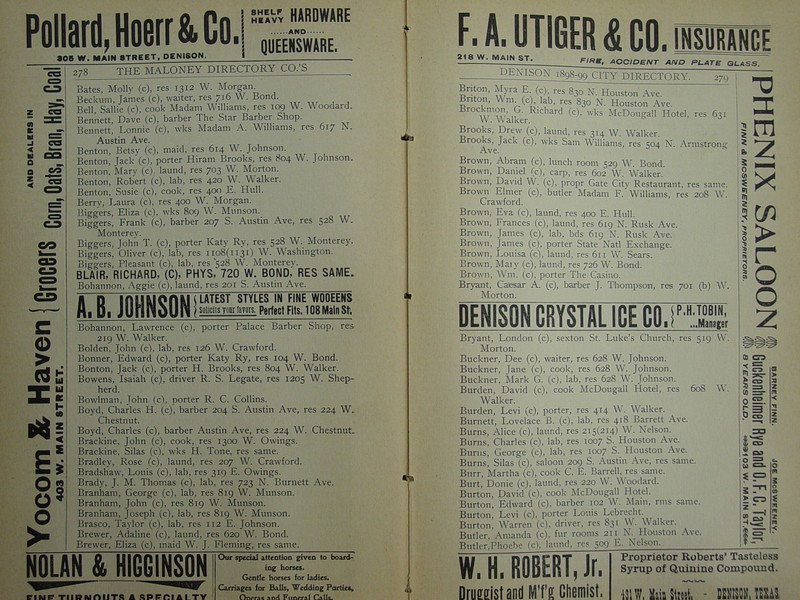 Pollard, Hoerr & Co.
SHELF HEAVY HARDWARE
......AND......
QUEENSWARE.
305 W. MAIN STREET, DENISON.
278 THE MALONEY DIRECTORY CO.'S
Bates, Molly (c), res 1312 W. Morgan.
Beckum, James (c), waiter, res 716 W. Bond.
Bell, Sallie (c), cook Madam Williams, res 109 W. Woodard.
Bennett, Dave (c), barber The Star Barber Shop.
Bennett, Lonnie (c), wks Madam A. Williams, res 617 N.
Austin Ave.
Benton, Betsy (c), maid, res 614 W. Johnson.
Benton, Jack (c), porter Hiram Brooks, res 804 W. Johnson.
Benton, Mary (c), laund, res 703 W. Morton.
Benton, Robert (c), lab, res 420 W. Walker.
Benton, Susie (c), cook, res 400 E. Hull.
Berry, Laura (c), res 400 W. Morgan.
Biggers, Eliza (c), wks 809 W. Munson.
Biggers, Frank (c), barber 207 S. Austin Ave, res 528 W.
Monterey.
Biggers, John T. (c), porter Katy Ry, res 528 W. Monterey.
Biggers, Oliver (c), lab, res 1108(1131) W. Washington.
Biggers, Pleasant (c), lab, res 528 W. Monterey.
BLAIR, RICHARD, (C), PHYS, 720 W. BOND, RES SAME.
Bohannon, Aggie (c), laund, res 201 S. Austin Ave.
A. B. JOHNSON
LATEST STYLES IN FINE WOOLENS
Solicits your favors. Perfect Fits. 108 Main St.
Bohannon, Lawrence (c), porter Palace Barber Shop, res
219 W. Walker.
Bolden, John (c), lab, res 126 W. Crawford.
Bonner, Edward (c), porter Katy Ry, res 104 W. Bond.
Bonton, Jack (c), porter H. Brooks, res 804 W. Walker.
Bowens, Isaiah (c), driver R. S. Legate, res 1205 W. Shep-
herd.
Bowlman, John (c), porter R. C. Collins.
Boyd, Charles H. (c), barber 204 S. Austin Ave, res 224 W.
Chestnut.
Boyd, Charles (c), barber Austin Ave, res 224 W. Chestnut.
Brackine, John (c), cook, res 1300 W. Owings.
Brackine, Silas (c), wks H. Tone, res same.
Bradley, Rose (c), laund, res 207 W. Crawford.
Bradshaw, Louis (c), lab, res 319 E. Owings.
Brady, J. M. Thomas (c), lab, res 723 N. Burnett Ave.
Branham, George (c), lab, res 819 W. Munson.
Branham, John (c), res 819 W. Munson.
Branham, Joseph (c), lab, res 819 W. Munson.
Brasco, Taylor (c), lab, res 112 E. Johnson.
Brewer, Adaline (c), laund, res 620 W. Bond.
Brewer, Eliza (c), maid W. J. Fleming, res same.
NOLAN & HIGGINSON
FINE TURNOUTS A SPECIALTY
Our special attention given to board-
ing horses.
Gentle horses for ladies.
Carriages for Balls, Wedding Parties,
Operas and Funeral Calls.
Yocom & Haven
403 W. MAIN STREET.
Grocers
AND DEALERS IN
Corn, Oats, Bran, Hay, Coal
F. A. UTIGER & CO. INSURANCE
218 W. MAIN ST. FIRE, ACCIDENT AND PLATE GLASS.
DENISON 1898-99 CITY DIRECTORY. 279
Briton, Myra E. (c), res 830 N. Houston Ave.
Briton, Wm. (c), lab, res 830 N. Houston Ave.
Brockmon, G. Richard (c), wks McDougall Hotel, res 631
W. Walker.
Brooks, Drew (c), laund, res 314 W. Walker.
Brooks, Jack (c), wks Sam Williams, res 504 N. Armstrong
Ave.
Brown, Abram (c), lunch room 529 W. Bond.
Brown, Daniel (c), carp, res 602 W. Walker.
Brown, David W. (c), propr Gate City Restaurant, res same.
Brown Elmer (c), butler Madam F. Williams, res 208 W.
Crawford.
Brown, Eva (c), laund, res 400 E. Hull.
Brown, Frances (c), laund, res 619 N. Rusk Ave.
Brown, James (c), lab, bds 619 N. Rusk Ave.
Brown, James (c), porter State Natl Exchange.
Brown, Louisa (c), laund, res 611 W. Sears.
Brown, Mary (c), laund, res 726 W. Bond.
Brown, Wm. (c), porter The Casino.
Bryant, Caesar A. (c), barber J. Thompson, res 701 (b) W.
Morton.
DENISON CRYSTAL ICE CO.
P. H. TOBIN,
...Manager
Bryant, London (c), sexton St. Luke's Church, res 519 W.
Morton.
Buckner, Dee (c), waiter, res 628 W. Johnson.
Buckner, Jane (c), cook, res 628 W. Johnson.
Buckner, Mark G. (c), lab, res 628 W. Johnson.
Burden, David (c), cook McDougall Hotel, res 608 W.
Walker.
Burden, Levi (c), porter, res 414 W. Walker.
Burnett, Lovelace B. (c), lab, res 418 Barrett Ave.
Burns, Alice (c), laund, res 215(214) W. Nelson.
Burns, Charles (c), lab, res 1007 S. Houston Ave.
Burns, George (c), lab, res 1007 S. Houston Ave.
Burns, Silas (c), saloon 209 S. Austin Ave, res same.
Burr, Martha (c), cook C. E. Barrell, res same.
Burt, Donie (c), laund, res 220 W. Woodard.
Burton, David (c), cook McDougall Hotel.
Burton, Edward (c), barber 102 W. Main, rms same.
Burton, Levi (c), porter Louis Lebrecht.
Burton, Warren (c), driver, res 831 W. Walker.
Butler, Amanda (c), fur rooms 211 N. Houston Ave.
Butler, Phoebe (c), laund, res 509 E. Nelson.
W. H. ROBERT, Jr.
Druggist and M'f'g Chemist.
Proprietor Roberts' Tasteless
Syrup of Quinine Compound.
431 W. Main Street, - DENISON, TEXAS
PHENIX SALOON
FINN & McSWEENEY, PROPRIETORS.
BARNEY FINN. JOE McSWEENEY.
Guckenheimer Rye and O. F. C. Taylor,
8 YEARS OLD. 103 W. MAIN ST.